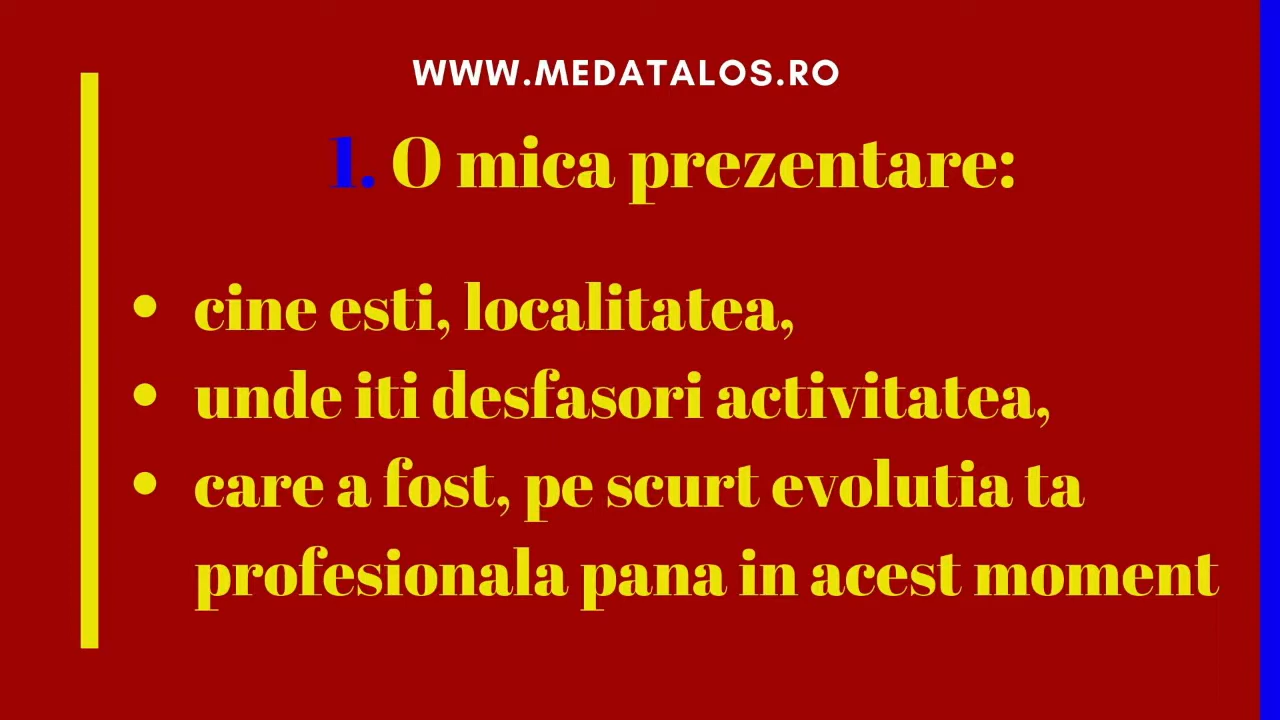 WWW.MEDATALOS.RO
1. O mica prezentare:
• cine esti, localitatea,
• unde iti desfasori activitatea,
• care a fost, pe scurt evolutia ta
profesionala pana in acest moment